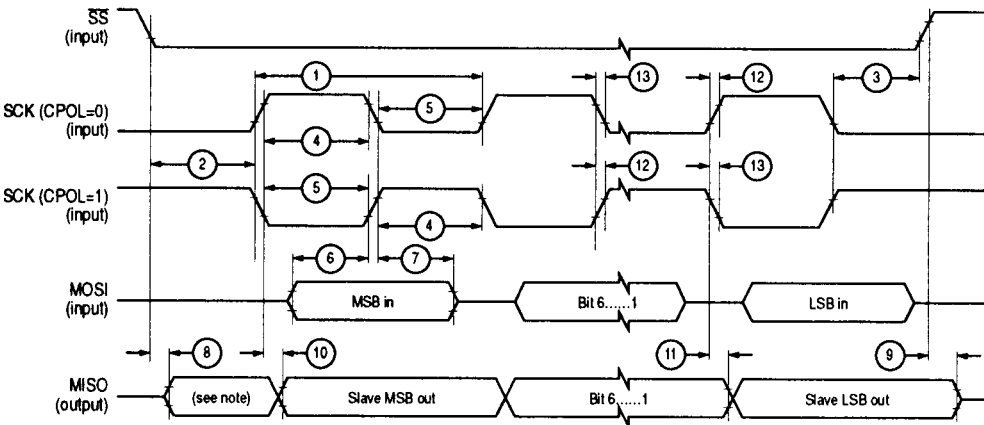 SS
(input)
1
13
12
3
SCK (CPOL=0)
(input)
5
4
2
12
13
SCK (CPOL=1)
(input)
5
4
6
7
MOSI
(input)
MSB in
Bit 6......1
LSB in
8
10
11
9
MISO
(output)
(see note)
Slave MSB out
Bit 6......1
Slave LSB out